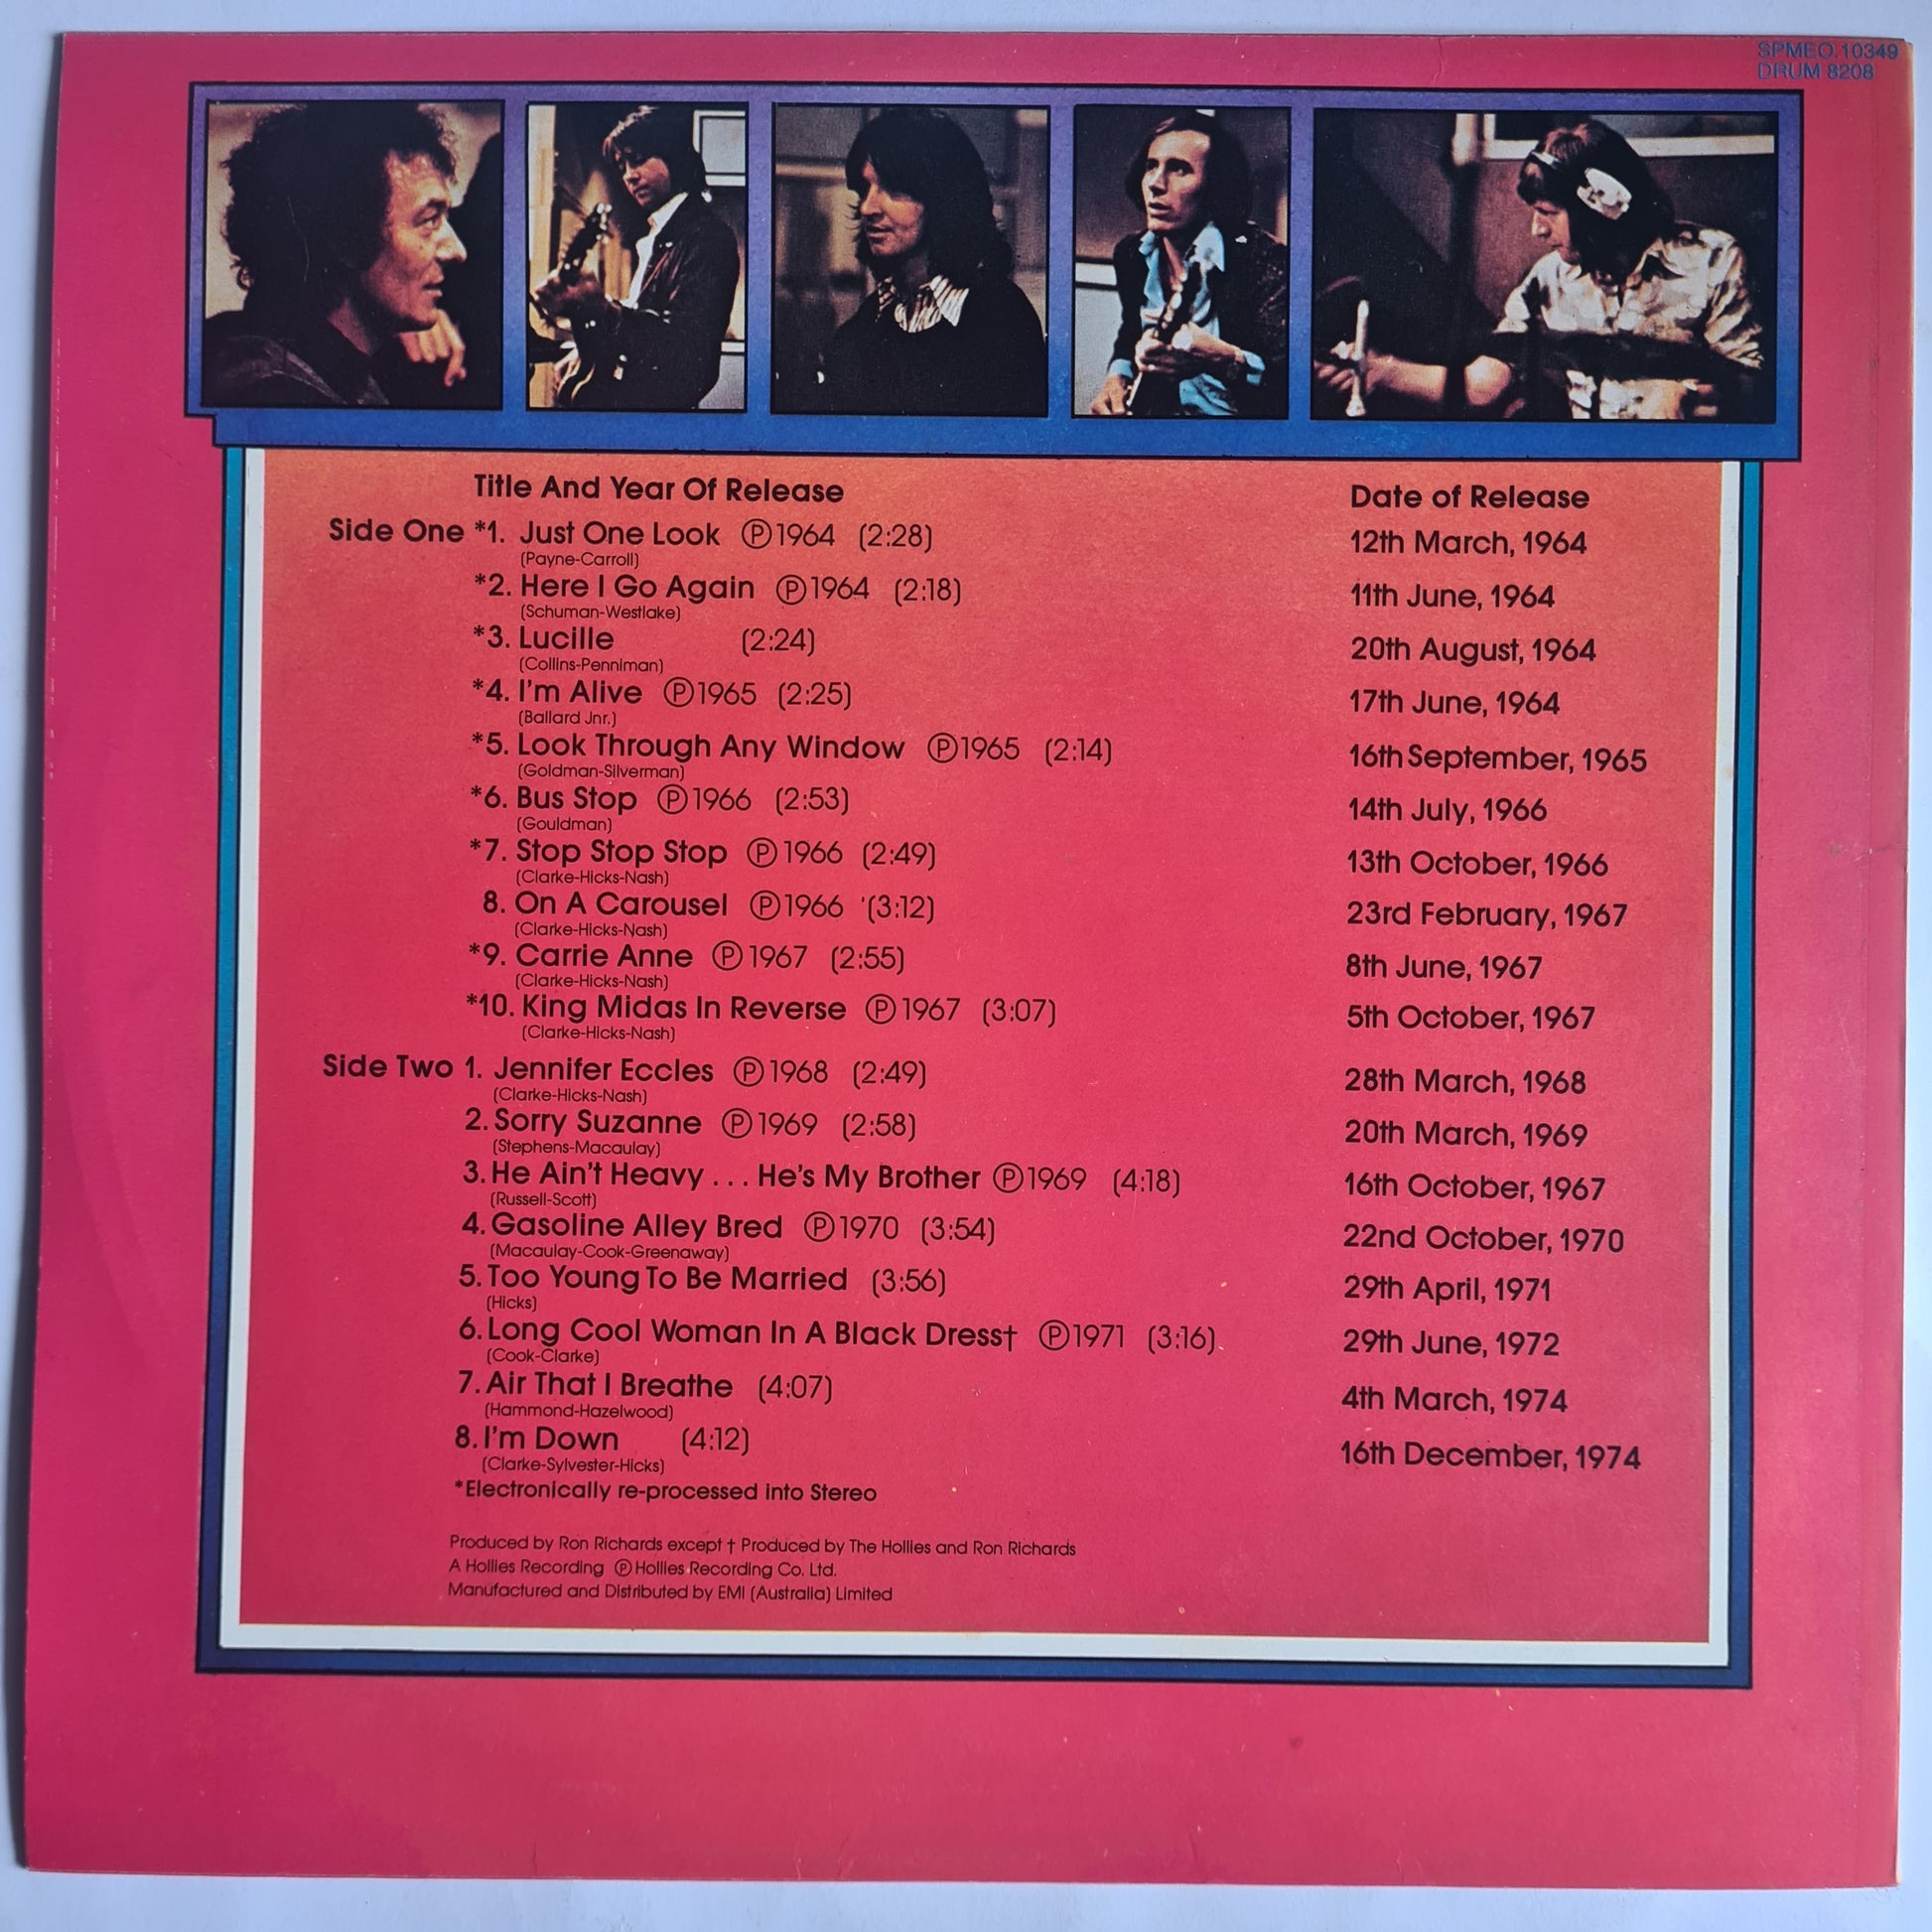 SPMEO.10349
DRUM 8208
Title And Year Of Release Date of Release
Side One *1. Just One Look Ⓟ1964 (2:28) 12th March, 1964
(Payne-Carroll)
*2. Here I Go Again Ⓟ1964 (2:18) 11th June, 1964
(Schuman-Westlake)
*3. Lucille (2:24) 20th August, 1964
(Collins-Penniman)
*4. I'm Alive Ⓟ1965 (2:25) 17th June, 1964
(Ballard Jnr.)
*5. Look Through Any Window Ⓟ1965 (2:14) 16th September, 1965
(Goldman-Silverman)
*6. Bus Stop Ⓟ1966 (2:53) 14th July, 1966
(Gouldman)
*7. Stop Stop Stop Ⓟ1966 (2:49) 13th October, 1966
(Clarke-Hicks-Nash)
8. On A Carousel Ⓟ1966 (3:12) 23rd February, 1967
(Clarke-Hicks-Nash)
*9. Carrie Anne Ⓟ1967 (2:55) 8th June, 1967
(Clarke-Hicks-Nash)
*10. King Midas In Reverse Ⓟ1967 (3:07) 5th October, 1967
(Clarke-Hicks-Nash)
Side Two 1. Jennifer Eccles Ⓟ1968 (2:49) 28th March, 1968
(Clarke-Hicks-Nash)
2. Sorry Suzanne Ⓟ1969 (2:58) 20th March, 1969
(Stephens-Macaulay)
3. He Ain't Heavy ... He's My Brother Ⓟ1969 (4:18) 16th October, 1967
(Russell-Scott)
4. Gasoline Alley Bred Ⓟ1970 (3:54) 22nd October, 1970
(Macaulay-Cook-Greenaway)
5. Too Young To Be Married (3:56) 29th April, 1971
(Hicks)
6. Long Cool Woman In A Black Dress† Ⓟ1971 (3:16). 29th June, 1972
(Cook-Clarke)
7. Air That I Breathe (4:07) 4th March, 1974
(Hammond-Hazelwood)
8. I'm Down (4:12) 16th December, 1974
(Clarke-Sylvester-Hicks)
*Electronically re-processed into Stereo
Produced by Ron Richards except † Produced by The Hollies and Ron Richards
A Hollies Recording Ⓟ Hollies Recording Co. Ltd.
Manufactured and Distributed by EMI (Australia) Limited